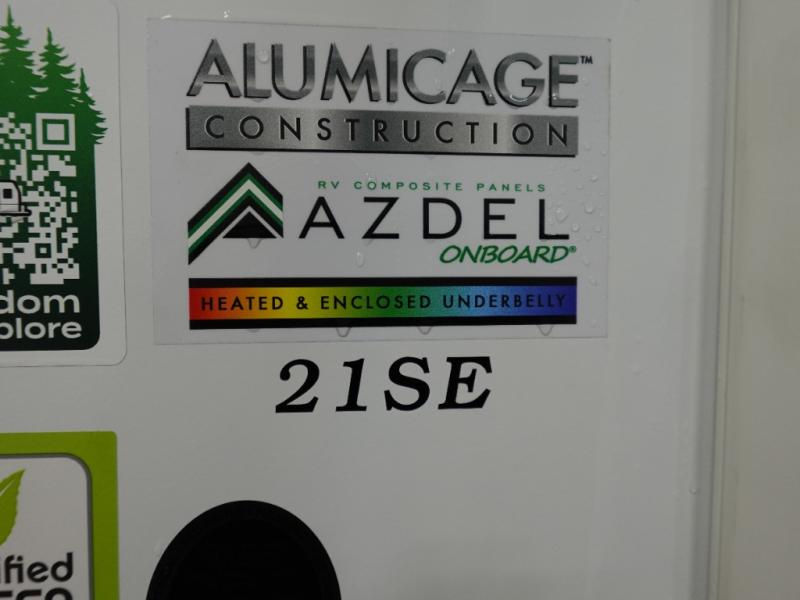 ALUMICAGE™
CONSTRUCTION
RV COMPOSITE PANELS
AZDEL
ONBOARD®
HEATED & ENCLOSED UNDERBELLY
21SE
dom
plore
ified